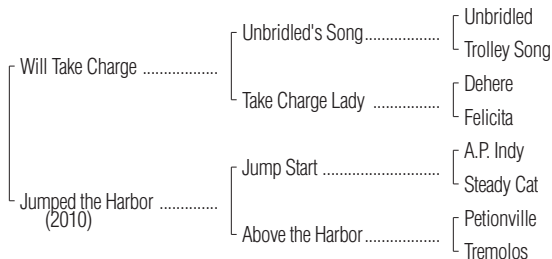 Unbridled
Unbridled's Song.................
Trolley Song
Will Take Charge .................
Dehere
Take Charge Lady ...............
Felicita
A.P. Indy
Jump Start ..........................
Steady Cat
Jumped the Harbor .............
(2010)
Petionville
Above the Harbor.................
Tremolos